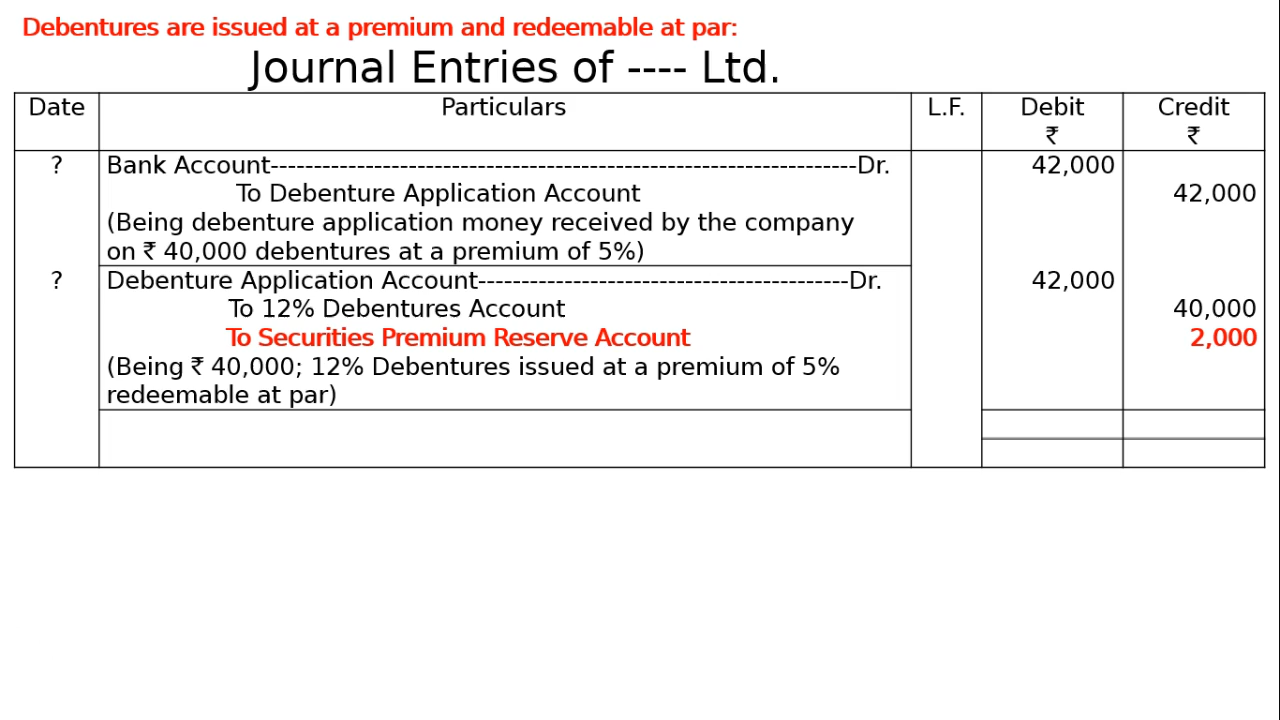 Debentures are issued at a premium and redeemable at par:
Journal Entries of ---- Ltd.
Date Particulars L.F. Debit Credit
₹ ₹
? Bank Account--------------------------------------------------------------------Dr. 42,000
To Debenture Application Account 42,000
(Being debenture application money received by the company
on ₹ 40,000 debentures at a premium of 5%)
? Debenture Application Account-------------------------------------------Dr. 42,000
To 12% Debentures Account 40,000
To Securities Premium Reserve Account 2,000
(Being ₹ 40,000; 12% Debentures issued at a premium of 5%
redeemable at par)